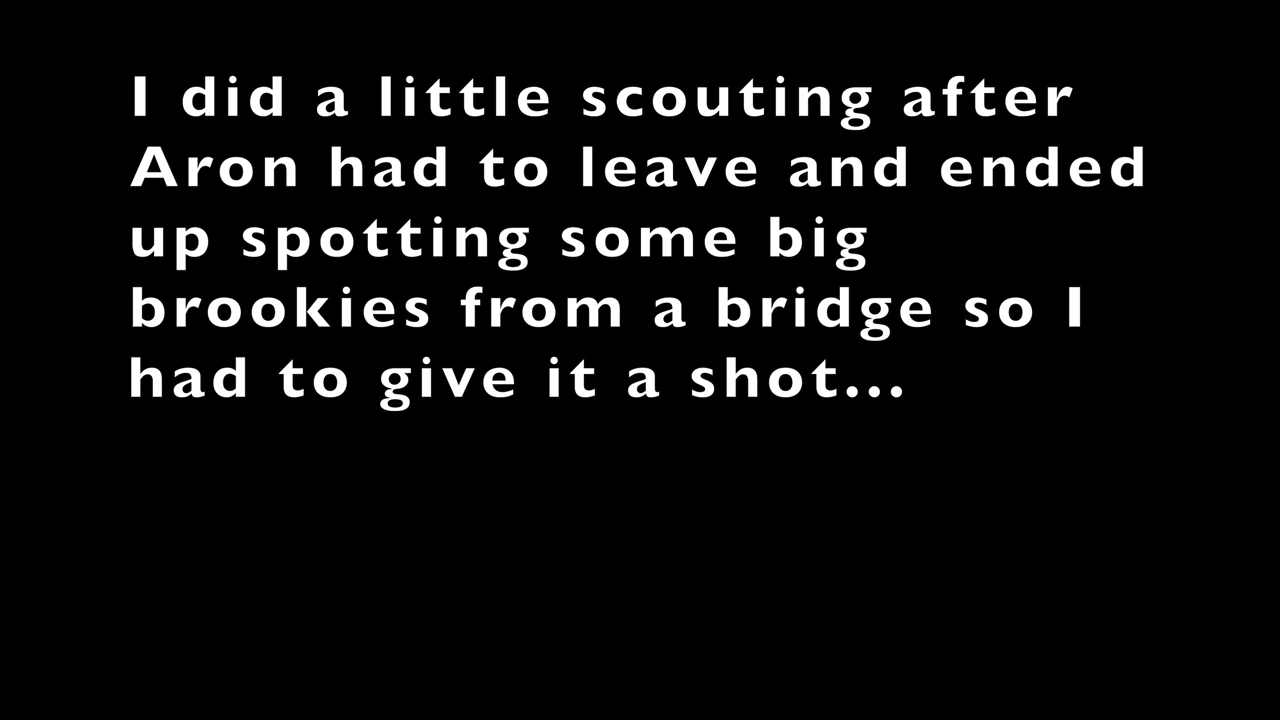 I did a little scouting after
Aron had to leave and ended
up spotting some big
brookies from a bridge so I
had to give it a shot...